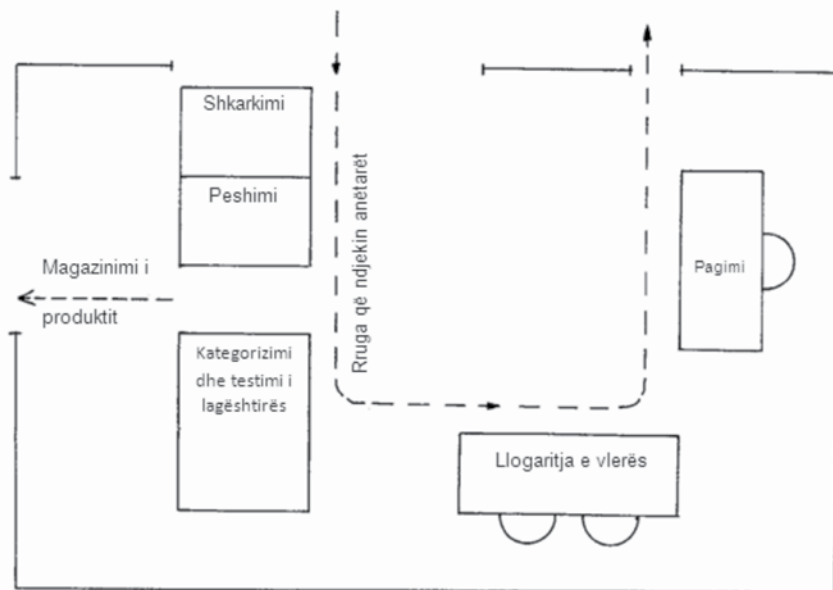 Shkarkimi
Peshimi
Rruga që ndjekin anëtarët
Pagimi
Magazinimi i
produktit
Kategorizimi
dhe testimi i
lagështirës
Llogaritja e vlerës